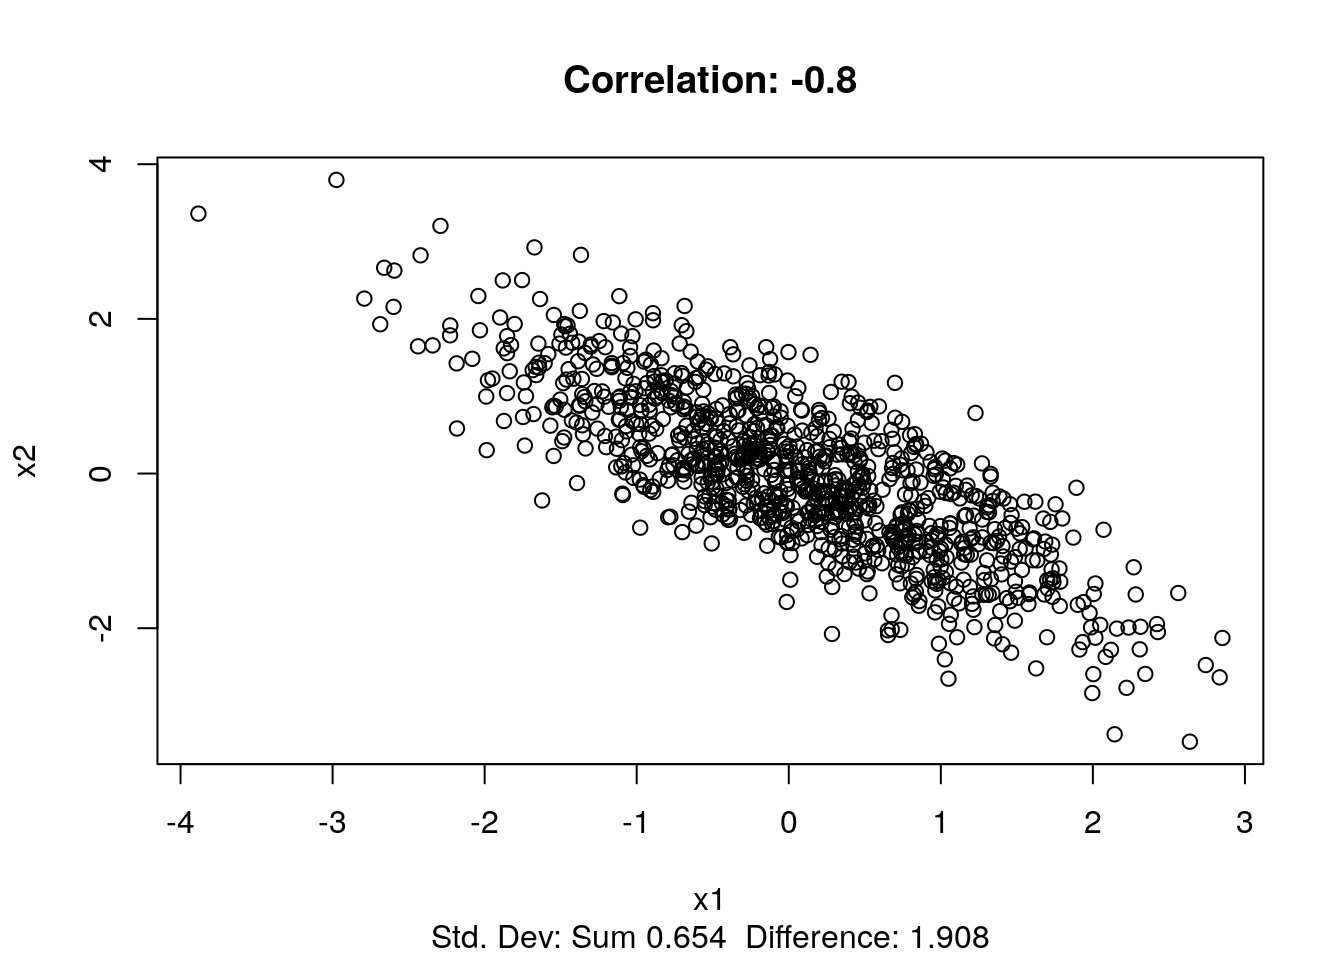 Correlation: -0.8
4
2
0
-2
x2
-4 -3 -2 -1 0 1 2 3
x1
Std. Dev: Sum 0.654  Difference: 1.908